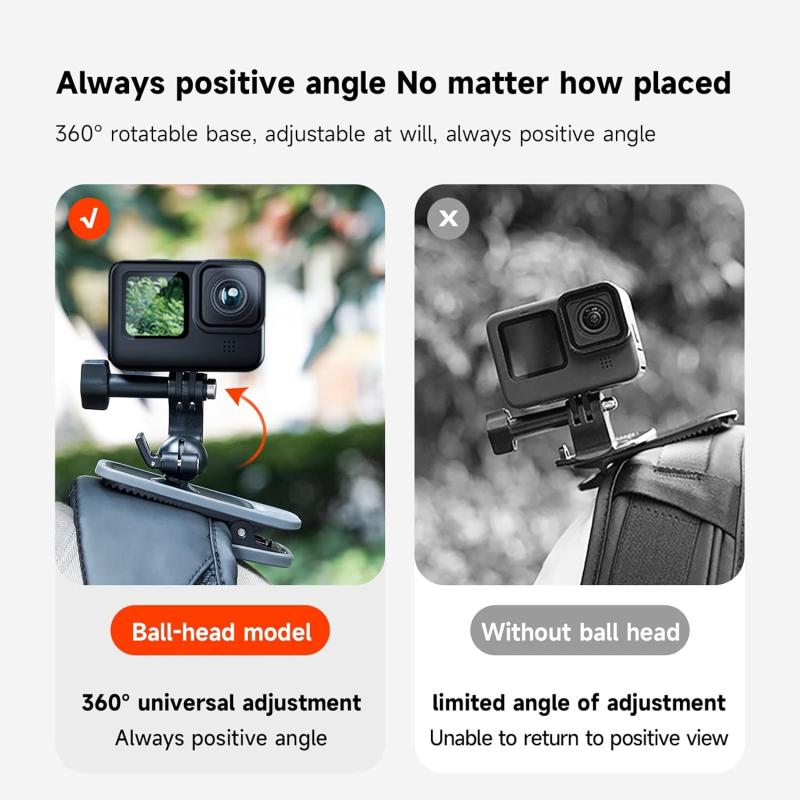 Always positive angle No matter how placed
360° rotatable base, adjustable at will, always positive angle
Ball-head model
Without ball head
360° universal adjustment
limited angle of adjustment
Always positive angle
Unable to return to positive view